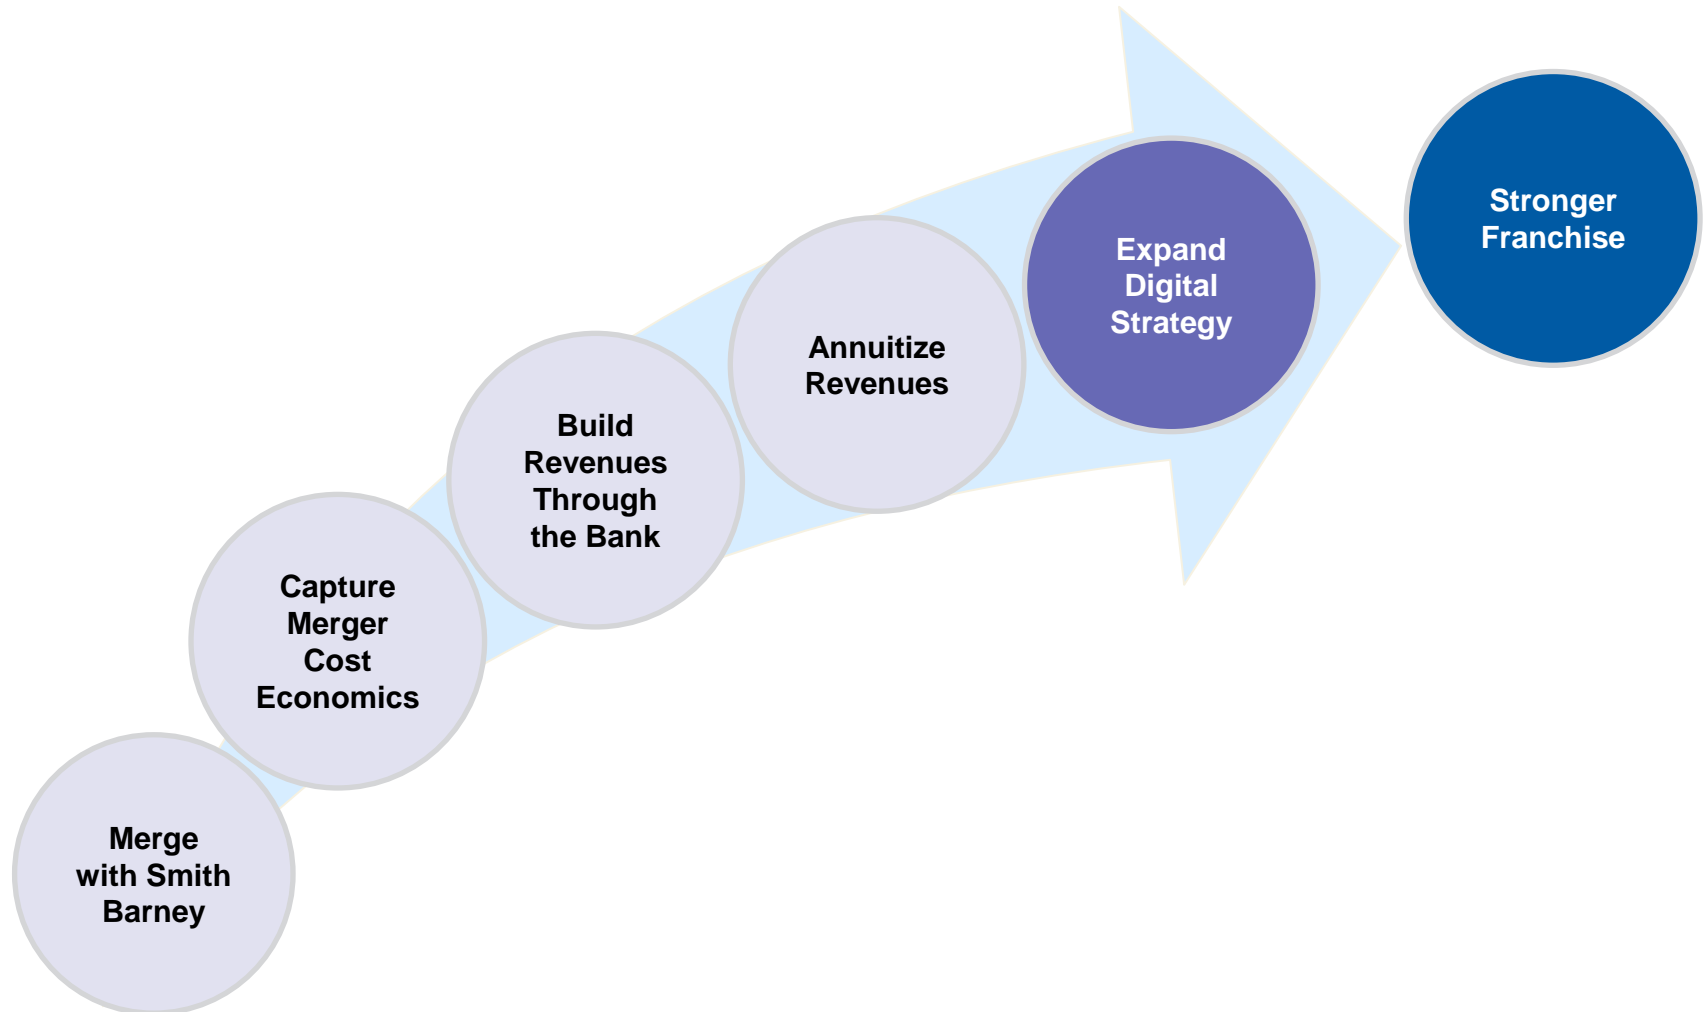 Merge
with Smith
Barney
Capture
Merger
Cost
Economics
Build
Revenues
Through
the Bank
Annuitize
Revenues
Expand
Digital
Strategy
Stronger
Franchise